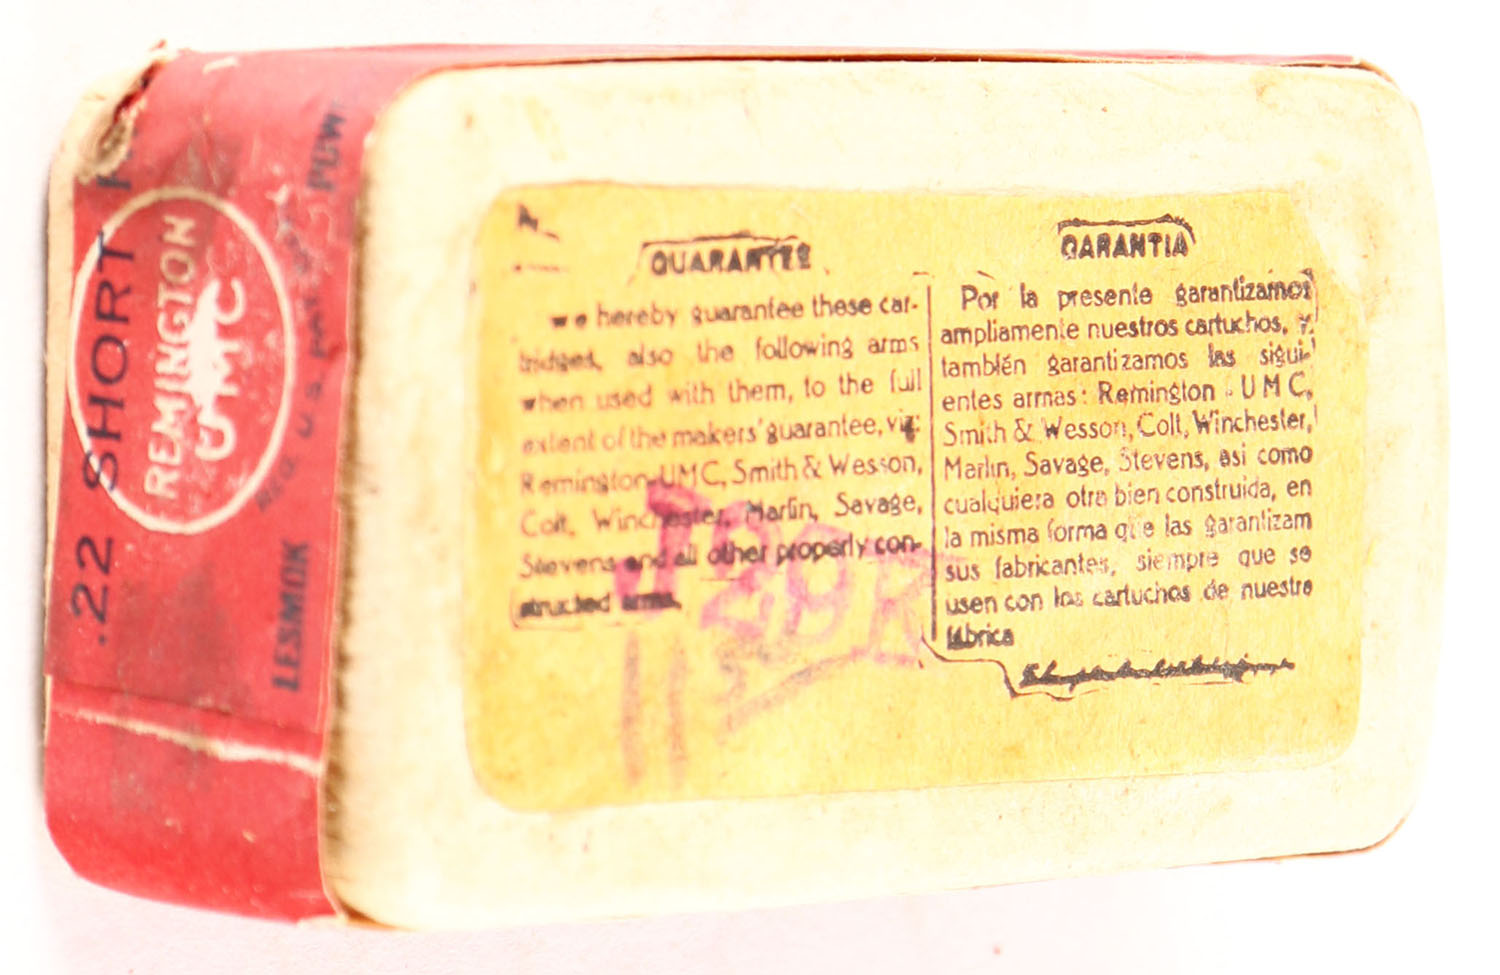 .22 SHORT
REMINGTON
UMC
LESMOK
GUARANTEE
we hereby guarantee these car-
tridges, also the following arms
when used with them, to the full
extent of the makers' guarantee, viz:
Remington-UMC, Smith & Wesson,
Colt, Winchester, Marlin, Savage,
Stevens and all other properly con-
structed arms.
GARANTIA
Por la presente garantizamos
ampliamente nuestros cartuchos, y
también garantizamos las sigui-
entes armas: Remington - UMC,
Smith & Wesson, Colt, Winchester,
Marlin, Savage, Stevens, asi como
cualquiera otra bien construida, en
la misma forma que las garantizam
sus fabricantes, siempre que se
usen con los cartuchos de nuestra
fábrica